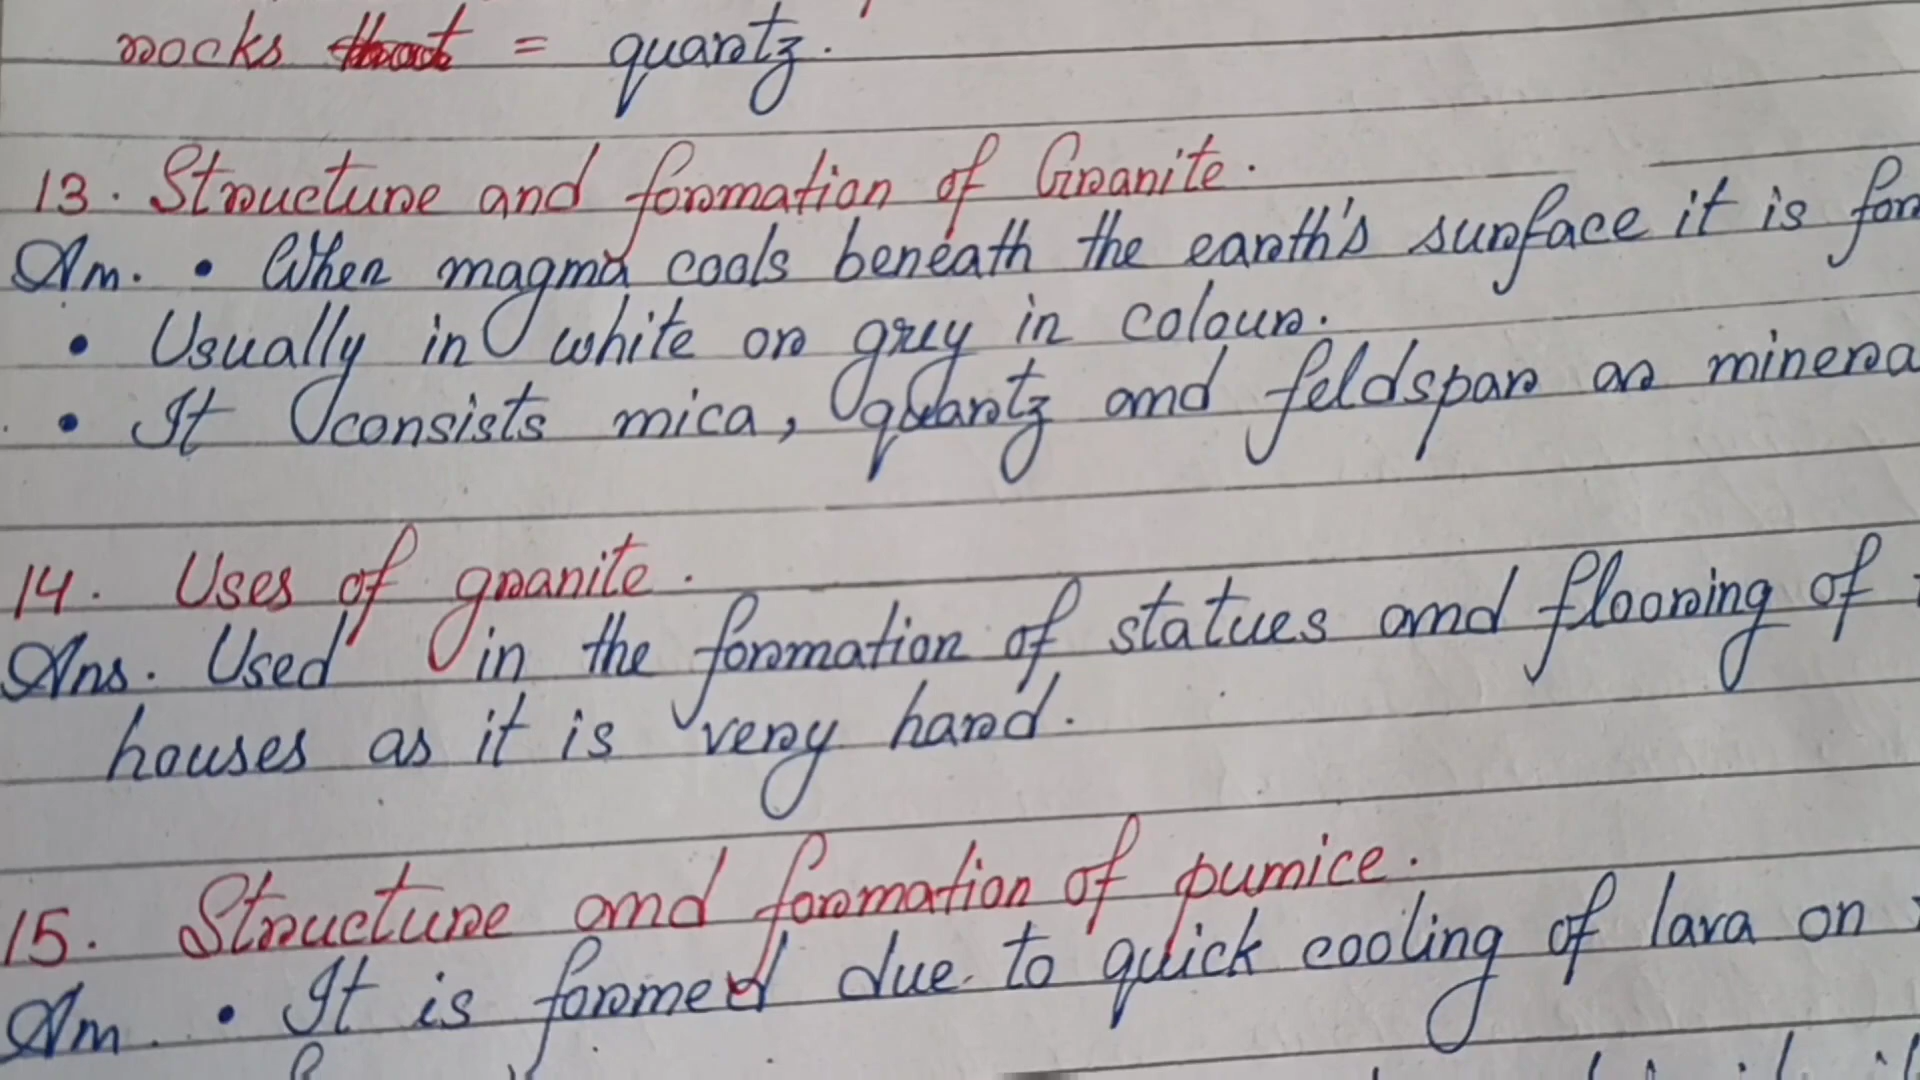 rocks = quartz.
13. Structure and formation of Granite.
Ans. • When magma cools beneath the earth's surface it is for
• Usually in white or grey in colour.
• It consists mica, quartz and feldspar as minera
14. Uses of granite.
Ans. Used in the formation of statues and flooring of
houses as it is very hard.
15. Structure and formation of pumice.
Ans • It is formed due to quick cooling of lava on